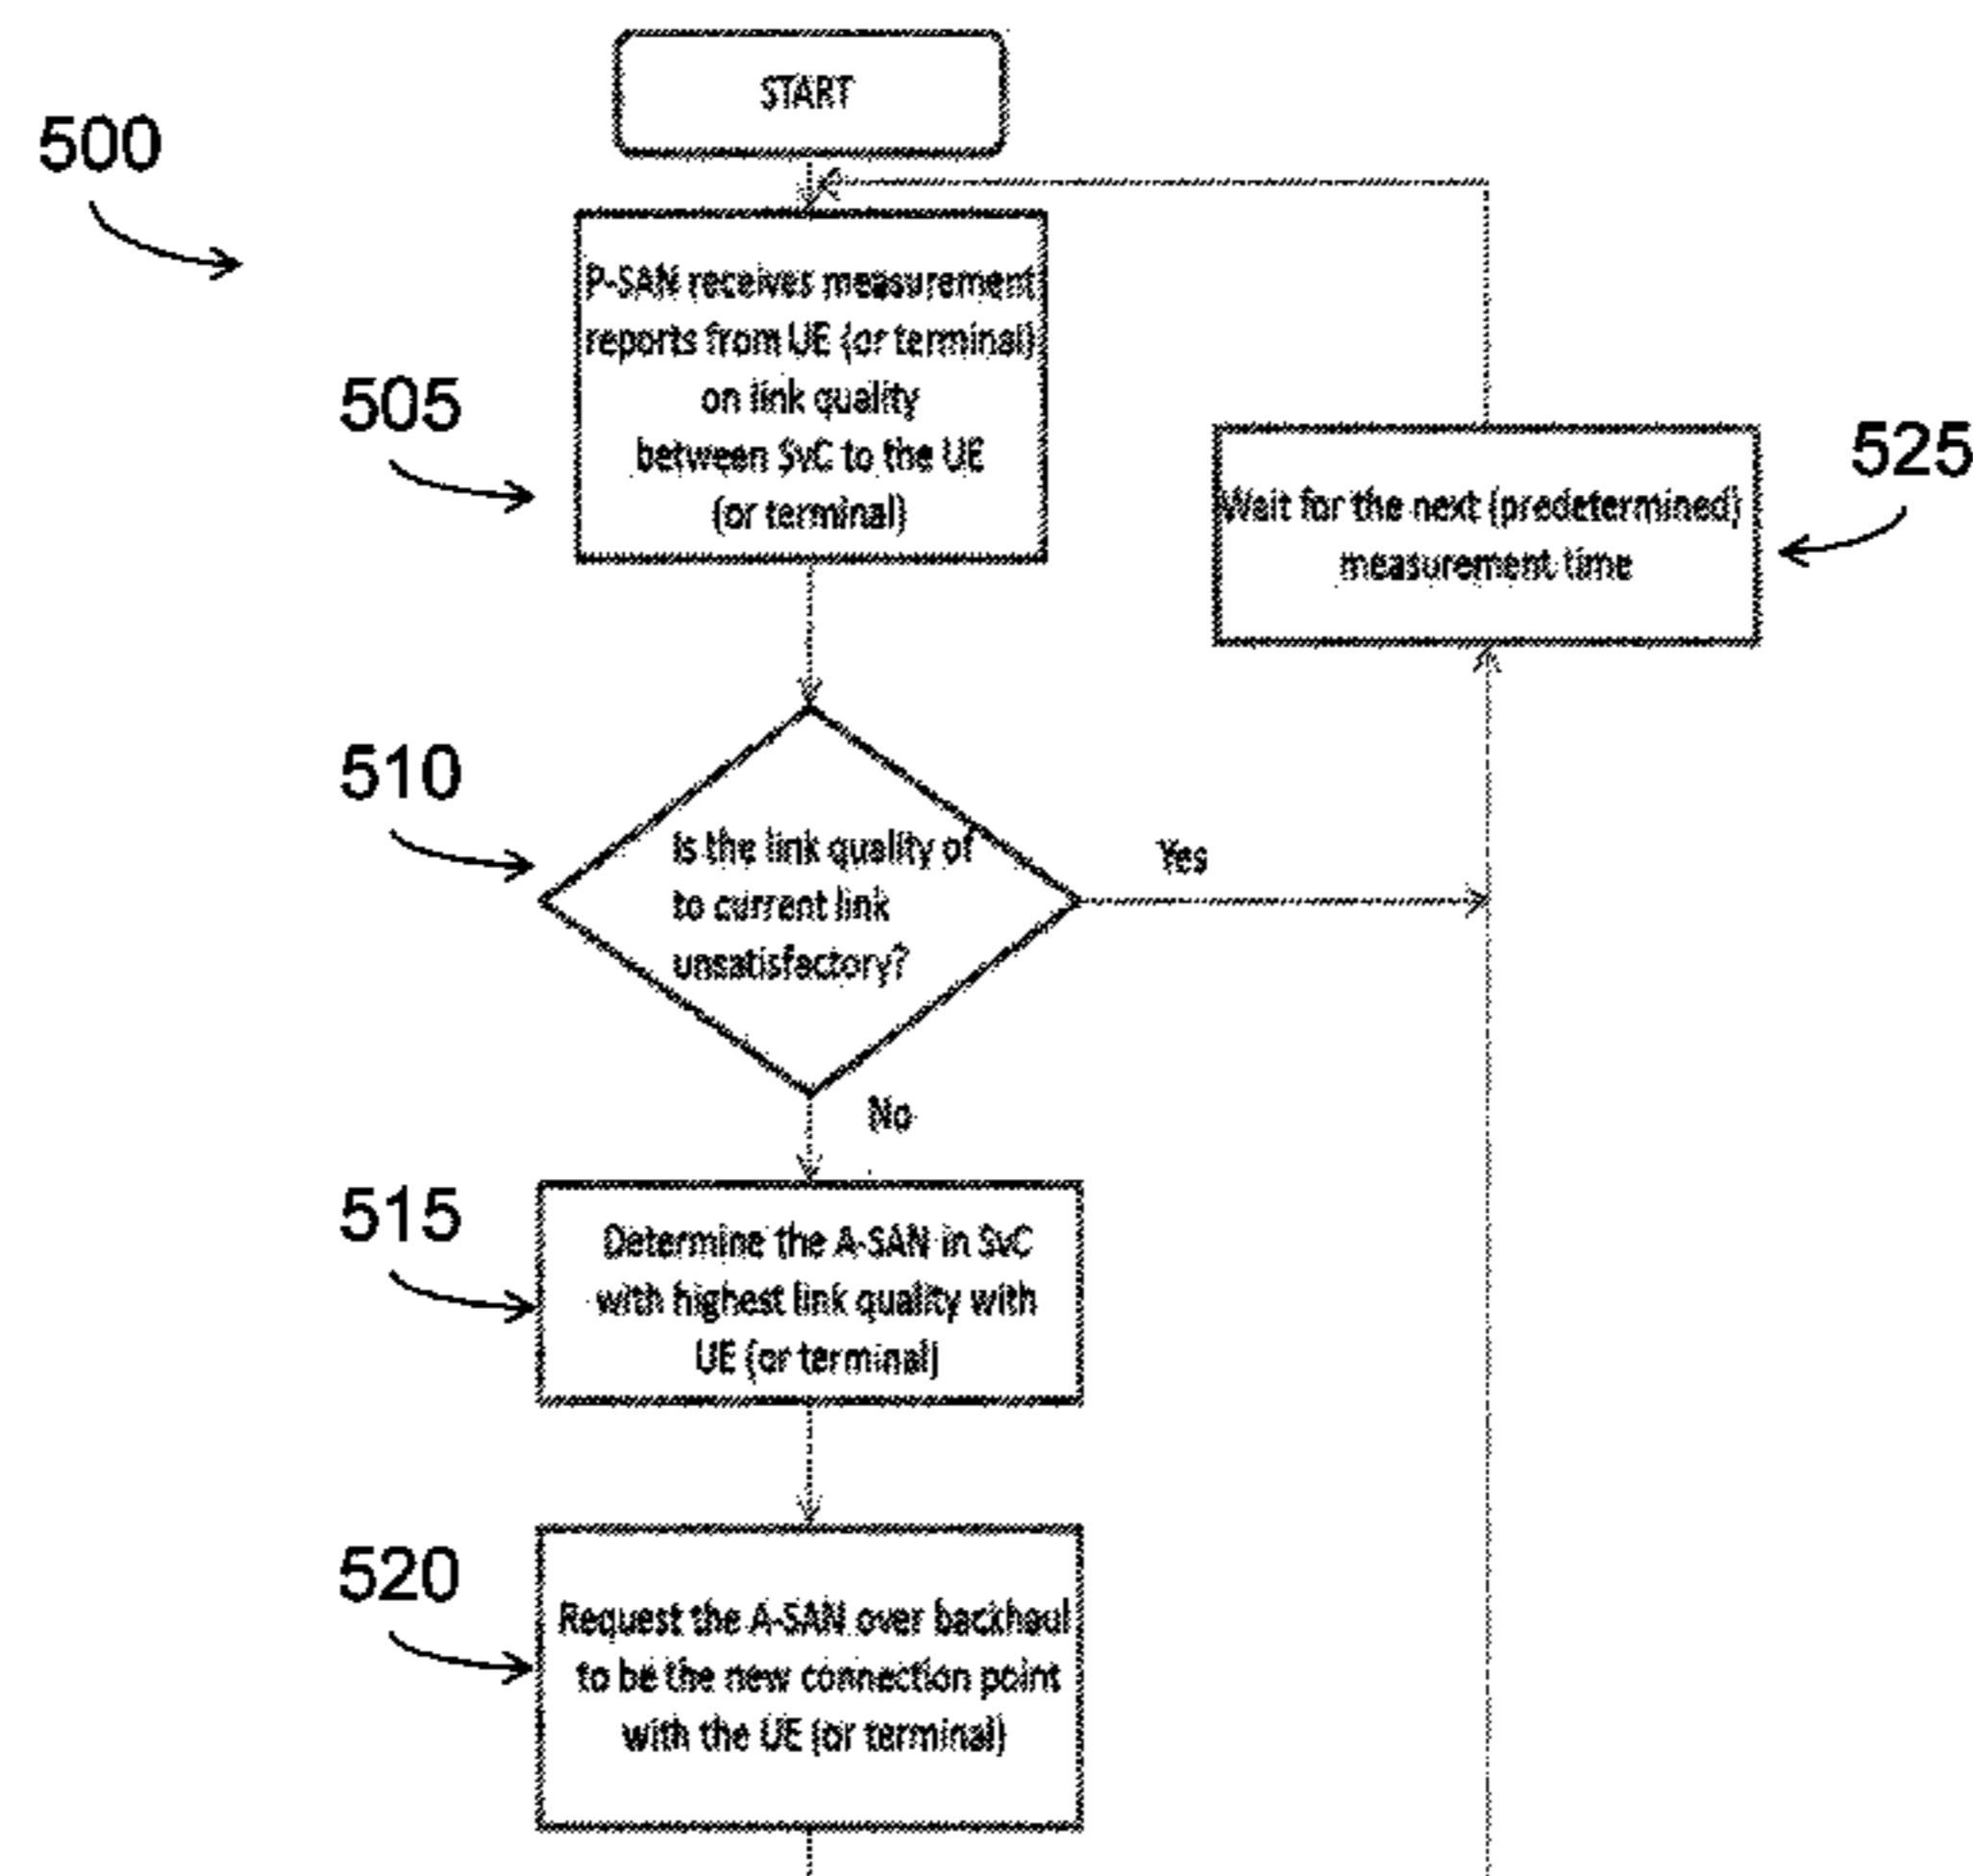 START
500
P-SAN receives measurement
reports from UE (or terminal)
on link quality
between SvC to the UE
(or terminal)
505
Wait for the next (predetermined)
measurement time
525
510
Is the link quality of
to current link
unsatisfactory?
Yes
No
515
Determine the A-SAN in SvC
with highest link quality with
UE (or terminal)
520
Request the A-SAN over backhaul
to be the new connection point
with the UE (or terminal)